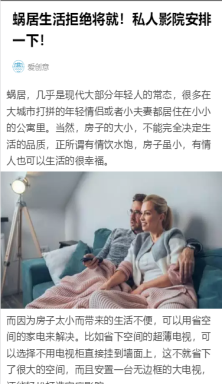 蜗居生活拒绝将就！私人影院安排
一下！
爱创意
蜗居，几乎是现代大部分年轻人的常态，很多在
大城市打拼的年轻情侣或者小夫妻都居住在小小
的公寓里。当然，房子的大小，不能完全决定生
活的品质，正所谓有情饮水饱，房子虽小，有情
人也可以生活的很幸福。
而因为房子太小而带来的生活不便，可以用省空
间的家电来解决。比如省下空间的超薄电视，可
以选择不用电视柜直接挂到墙面上，这不就省下
了很大的空间，而且安置一台无边框的大电视，